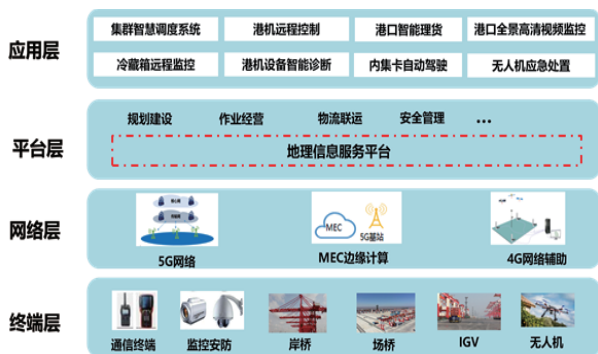 应用层
集群智慧调度系统 港机远程控制 港口智能理货 港口全景高清视频监控
冷藏箱远程监控 港机设备智能诊断 内集卡自动驾驶 无人机应急处置
平台层
规划建设 作业经营 物流联运 安全管理 ...
地理信息服务平台
网络层
MEC 5G基站
5G网络 MEC边缘计算 4G网络辅助
终端层
通信终端 监控安防 岸桥 场桥 IGV 无人机